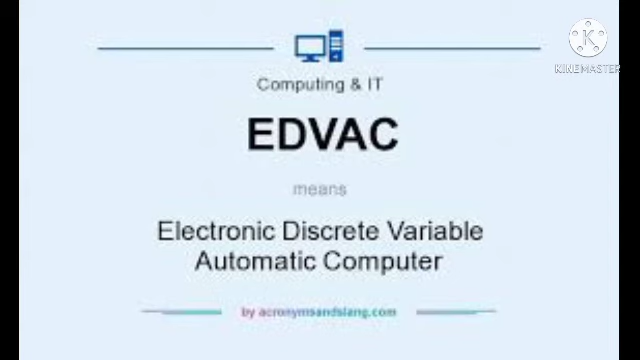 KINEMASTER
Computing & IT
EDVAC
means
Electronic Discrete Variable
Automatic Computer
by acronymsandslang.com